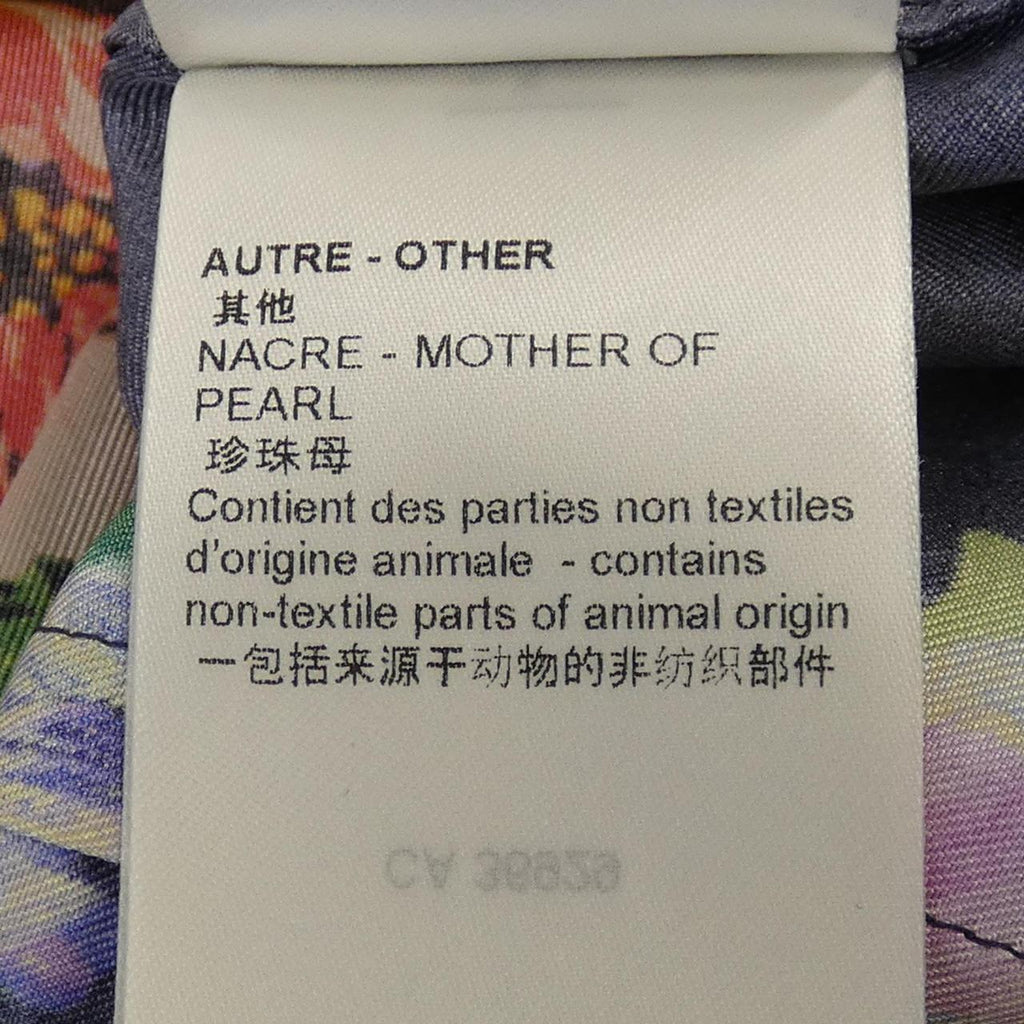 AUTRE - OTHER
其他
NACRE - MOTHER OF
PEARL
珍珠母
Contient des parties non textiles
d'origine animale - contains
non-textile parts of animal origin
一包括来源于动物的非纺织部件
CA 36929